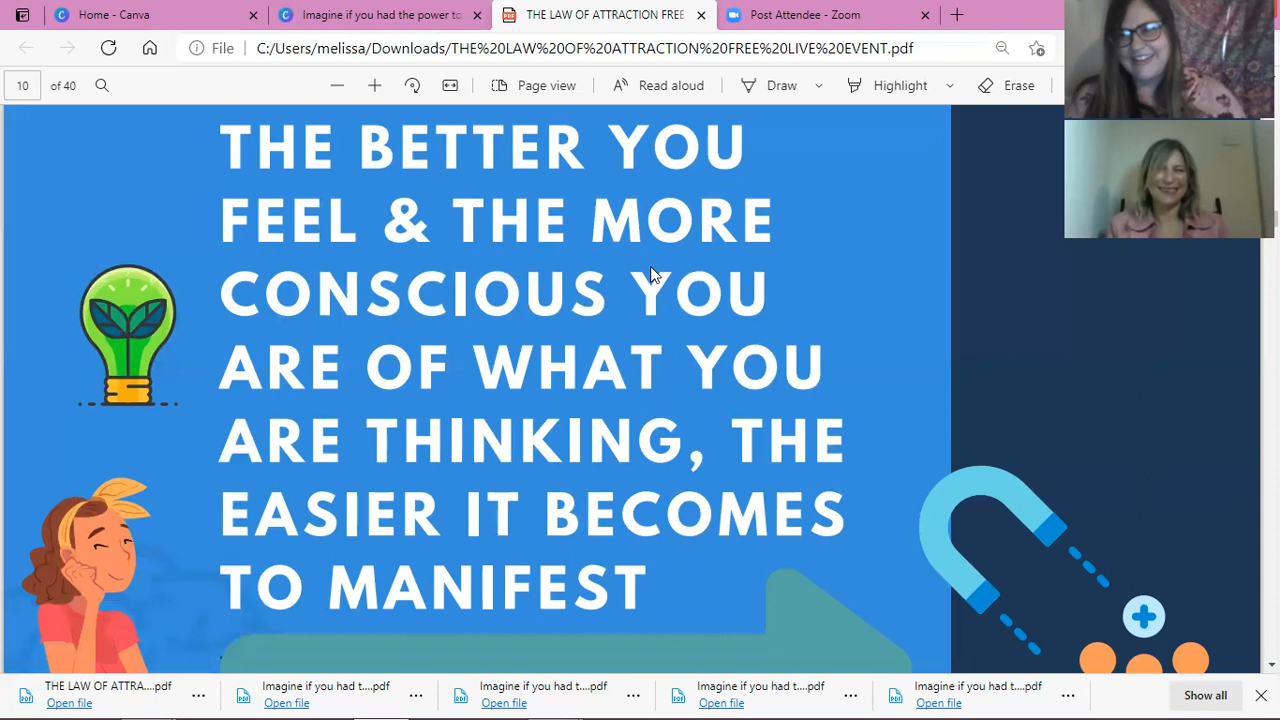 Home - Canva
Imagine if you had the power to
THE LAW OF ATTRACTION FREE
Post Attendee - Zoom
File
C:/Users/melissa/Downloads/THE%20LAW%20OF%20ATTRACTION%20FREE%20LIVE%20EVENT.pdf
10 of 40
Page view
Read aloud
Draw
Highlight
Erase
THE BETTER YOU
FEEL & THE MORE
CONSCIOUS YOU
ARE OF WHAT YOU
ARE THINKING, THE
EASIER IT BECOMES
TO MANIFEST
THE LAW OF ATTRA....pdf
Open file
Imagine if you had t....pdf
Open file
Imagine if you had t....pdf
Open file
Imagine if you had t....pdf
Open file
Imagine if you had t....pdf
Open file
Show all